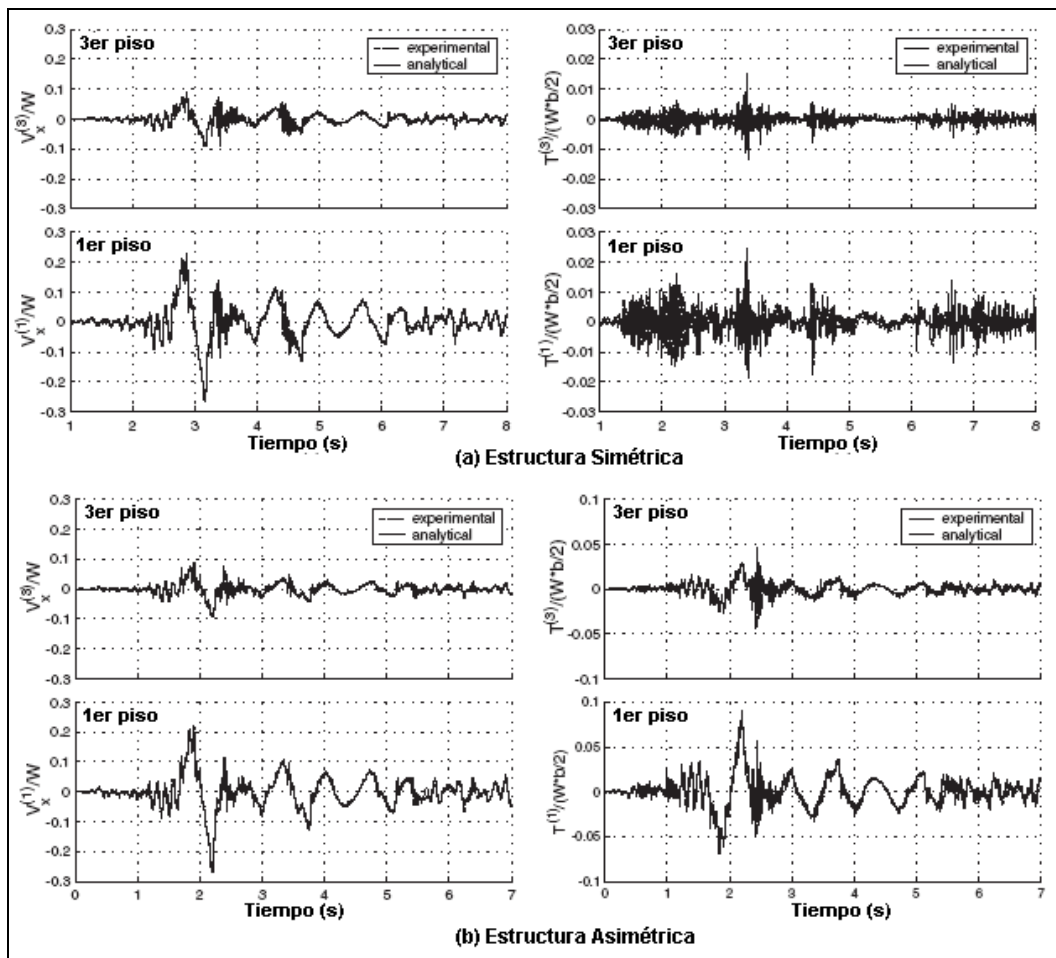 3er piso
experimental
analytical
0.3
0.2
0.1
0
-0.1
-0.2
-0.3
V_x^(3)/W
3er piso
experimental
analytical
0.03
0.02
0.01
0
-0.01
-0.02
-0.03
T^(3)/(W*b/2)
1er piso
0.3
0.2
0.1
0
-0.1
-0.2
-0.3
V_x^(1)/W
1 2 3 4 5 6 7 8
Tiempo (s)
1er piso
0.03
0.02
0.01
0
-0.01
-0.02
-0.03
T^(1)/(W*b/2)
1 2 3 4 5 6 7 8
Tiempo (s)
(a) Estructura Simétrica
3er piso
experimental
analytical
0.3
0.2
0.1
0
-0.1
-0.2
-0.3
V_x^(3)/W
3er piso
experimental
analytical
0.1
0.05
0
-0.05
-0.1
T^(3)/(W*b/2)
1er piso
0.3
0.2
0.1
0
-0.1
-0.2
-0.3
V_x^(1)/W
0 1 2 3 4 5 6 7
Tiempo (s)
1er piso
0.1
0.05
0
-0.05
-0.1
T^(1)/(W*b/2)
0 1 2 3 4 5 6 7
Tiempo (s)
(b) Estructura Asimétrica